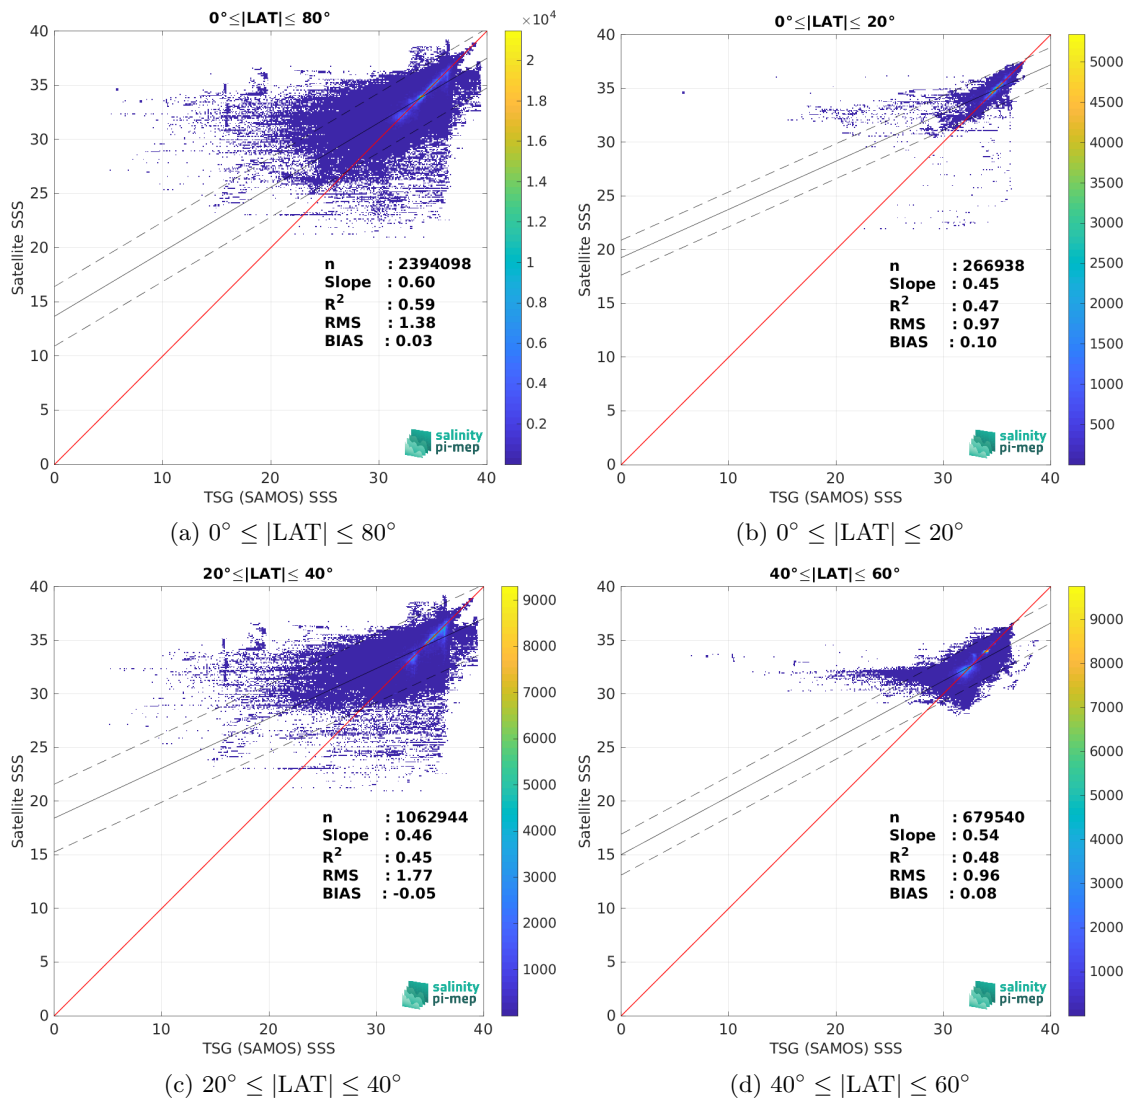 0°≤|LAT|≤ 80°
×10⁴
40
35
30
25
20
15
10
5
0
Satellite SSS
n : 2394098
Slope : 0.60
R² : 0.59
RMS : 1.38
BIAS : 0.03
salinity
pi-mep
0 10 20 30 40
TSG (SAMOS) SSS
2
1.8
1.6
1.4
1.2
1
0.8
0.6
0.4
0.2
(a) 0° ≤ |LAT| ≤ 80°
0°≤|LAT|≤ 20°
40
35
30
25
20
15
10
5
0
Satellite SSS
n : 266938
Slope : 0.45
R² : 0.47
RMS : 0.97
BIAS : 0.10
salinity
pi-mep
0 10 20 30 40
TSG (SAMOS) SSS
5000
4500
4000
3500
3000
2500
2000
1500
1000
500
(b) 0° ≤ |LAT| ≤ 20°
20°≤|LAT|≤ 40°
40
35
30
25
20
15
10
5
0
Satellite SSS
n : 1062944
Slope : 0.46
R² : 0.45
RMS : 1.77
BIAS : -0.05
salinity
pi-mep
0 10 20 30 40
TSG (SAMOS) SSS
9000
8000
7000
6000
5000
4000
3000
2000
1000
(c) 20° ≤ |LAT| ≤ 40°
40°≤|LAT|≤ 60°
40
35
30
25
20
15
10
5
0
Satellite SSS
n : 679540
Slope : 0.54
R² : 0.48
RMS : 0.96
BIAS : 0.08
salinity
pi-mep
0 10 20 30 40
TSG (SAMOS) SSS
9000
8000
7000
6000
5000
4000
3000
2000
1000
(d) 40° ≤ |LAT| ≤ 60°